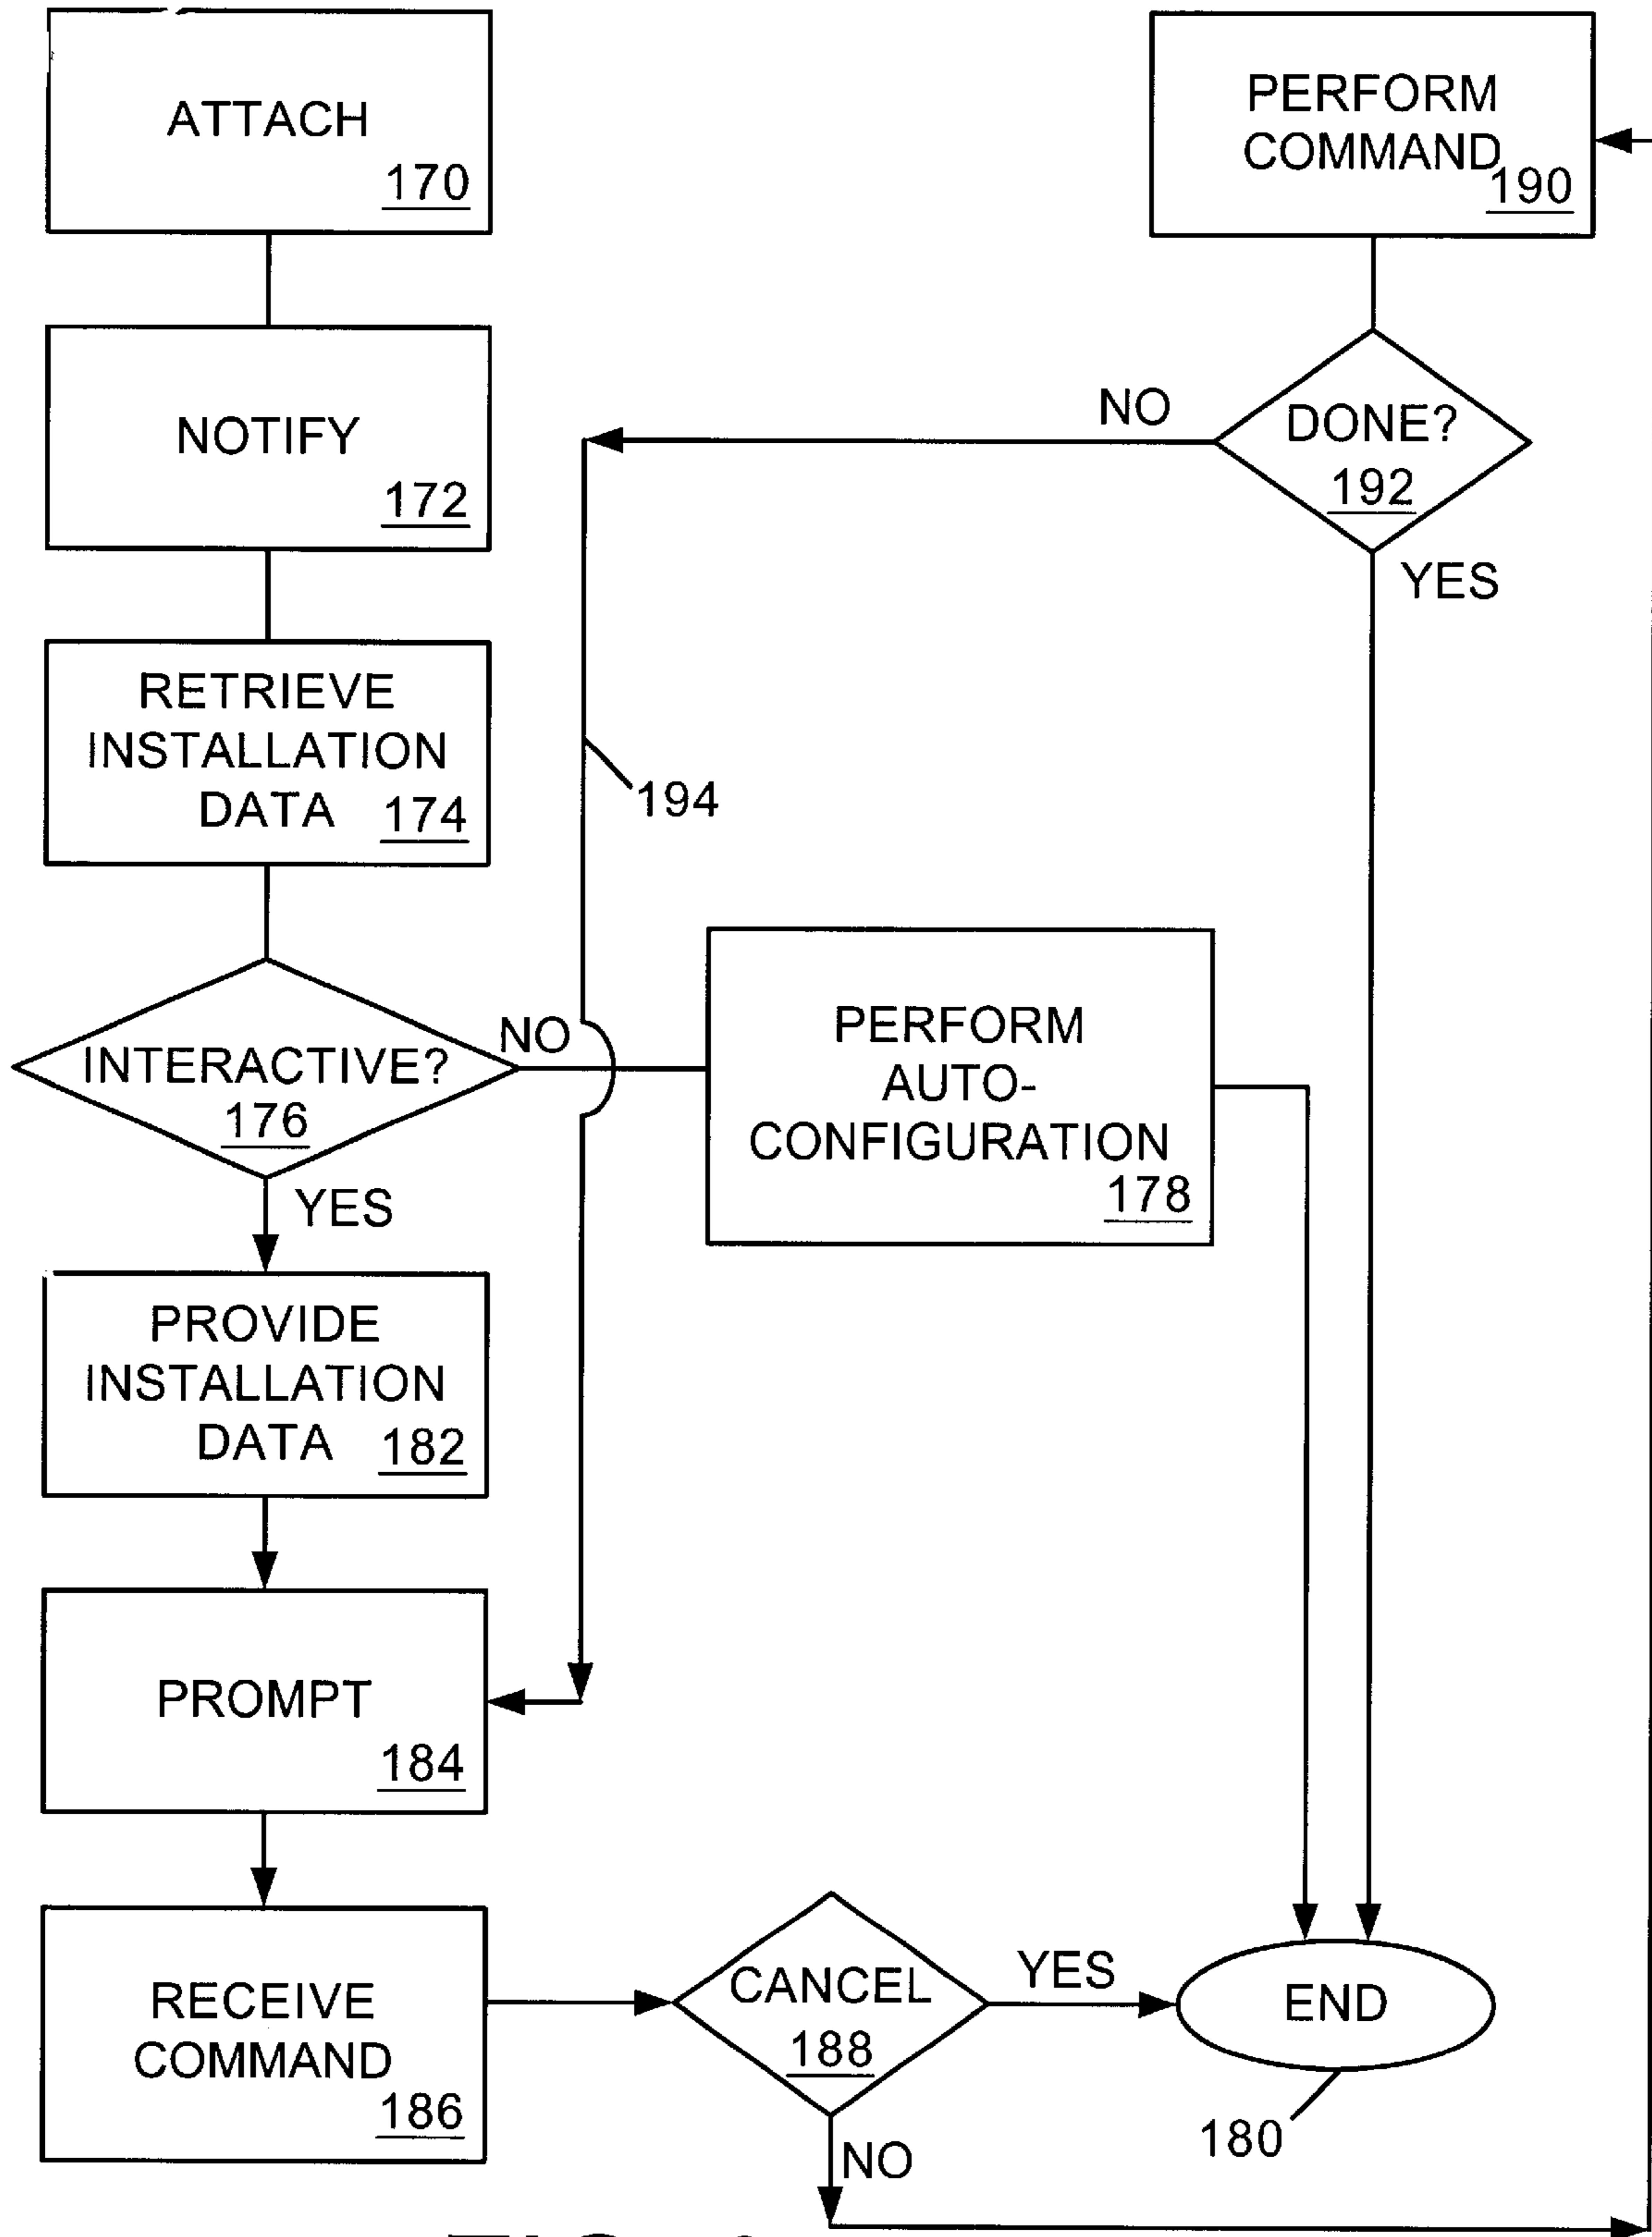 ATTACH
170
NOTIFY
172
RETRIEVE
INSTALLATION
DATA 174
INTERACTIVE?
176
NO
YES
PROVIDE
INSTALLATION
DATA 182
PROMPT
184
RECEIVE
COMMAND
186
CANCEL
188
YES
NO
END
180
PERFORM
AUTO-
CONFIGURATION
178
194
PERFORM
COMMAND
190
DONE?
192
NO
YES